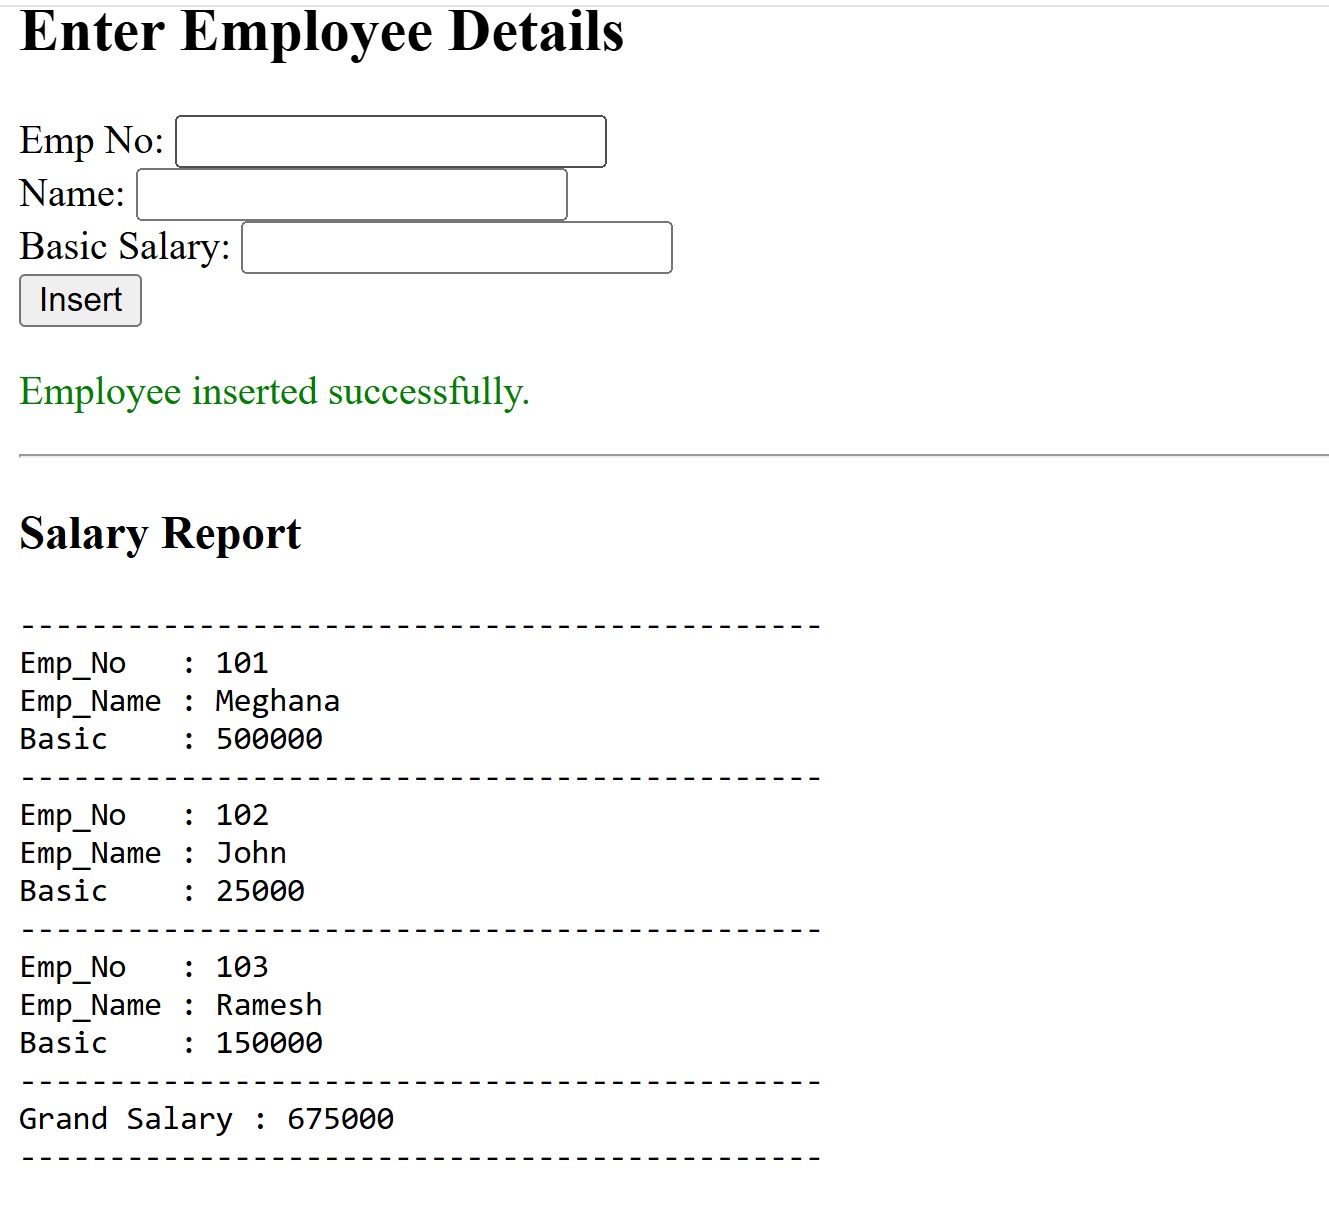 Enter Employee Details
Emp No:
Name:
Basic Salary:
Insert
Employee inserted successfully.
Salary Report
---------------------------------------------
Emp_No   : 101
Emp_Name : Meghana
Basic    : 500000
---------------------------------------------
Emp_No   : 102
Emp_Name : John
Basic    : 25000
---------------------------------------------
Emp_No   : 103
Emp_Name : Ramesh
Basic    : 150000
---------------------------------------------
Grand Salary : 675000
---------------------------------------------